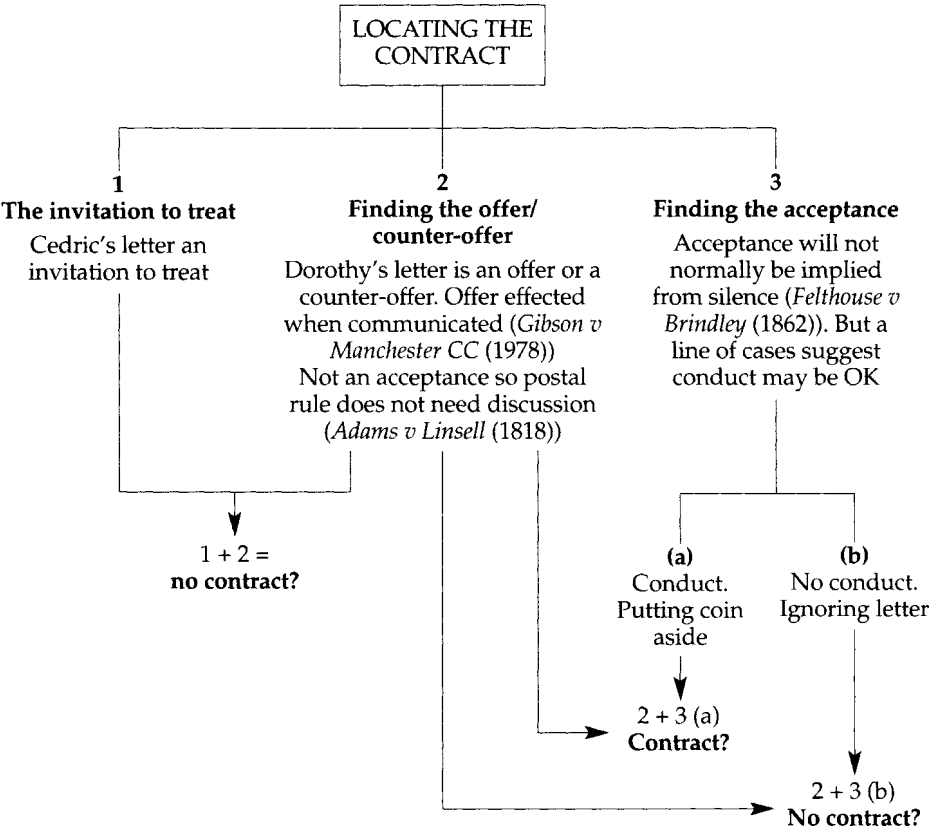 LOCATING THE
CONTRACT
1
The invitation to treat
Cedric's letter an
invitation to treat
2
Finding the offer/
counter-offer
Dorothy's letter is an offer or a
counter-offer. Offer effected
when communicated (Gibson v
Manchester CC (1978))
Not an acceptance so postal
rule does not need discussion
(Adams v Linsell (1818))
3
Finding the acceptance
Acceptance will not
normally be implied
from silence (Felthouse v
Brindley (1862)). But a
line of cases suggest
conduct may be OK
1 + 2 =
no contract?
(a)
Conduct.
Putting coin
aside
(b)
No conduct.
Ignoring letter
2 + 3 (a)
Contract?
2 + 3 (b)
No contract?